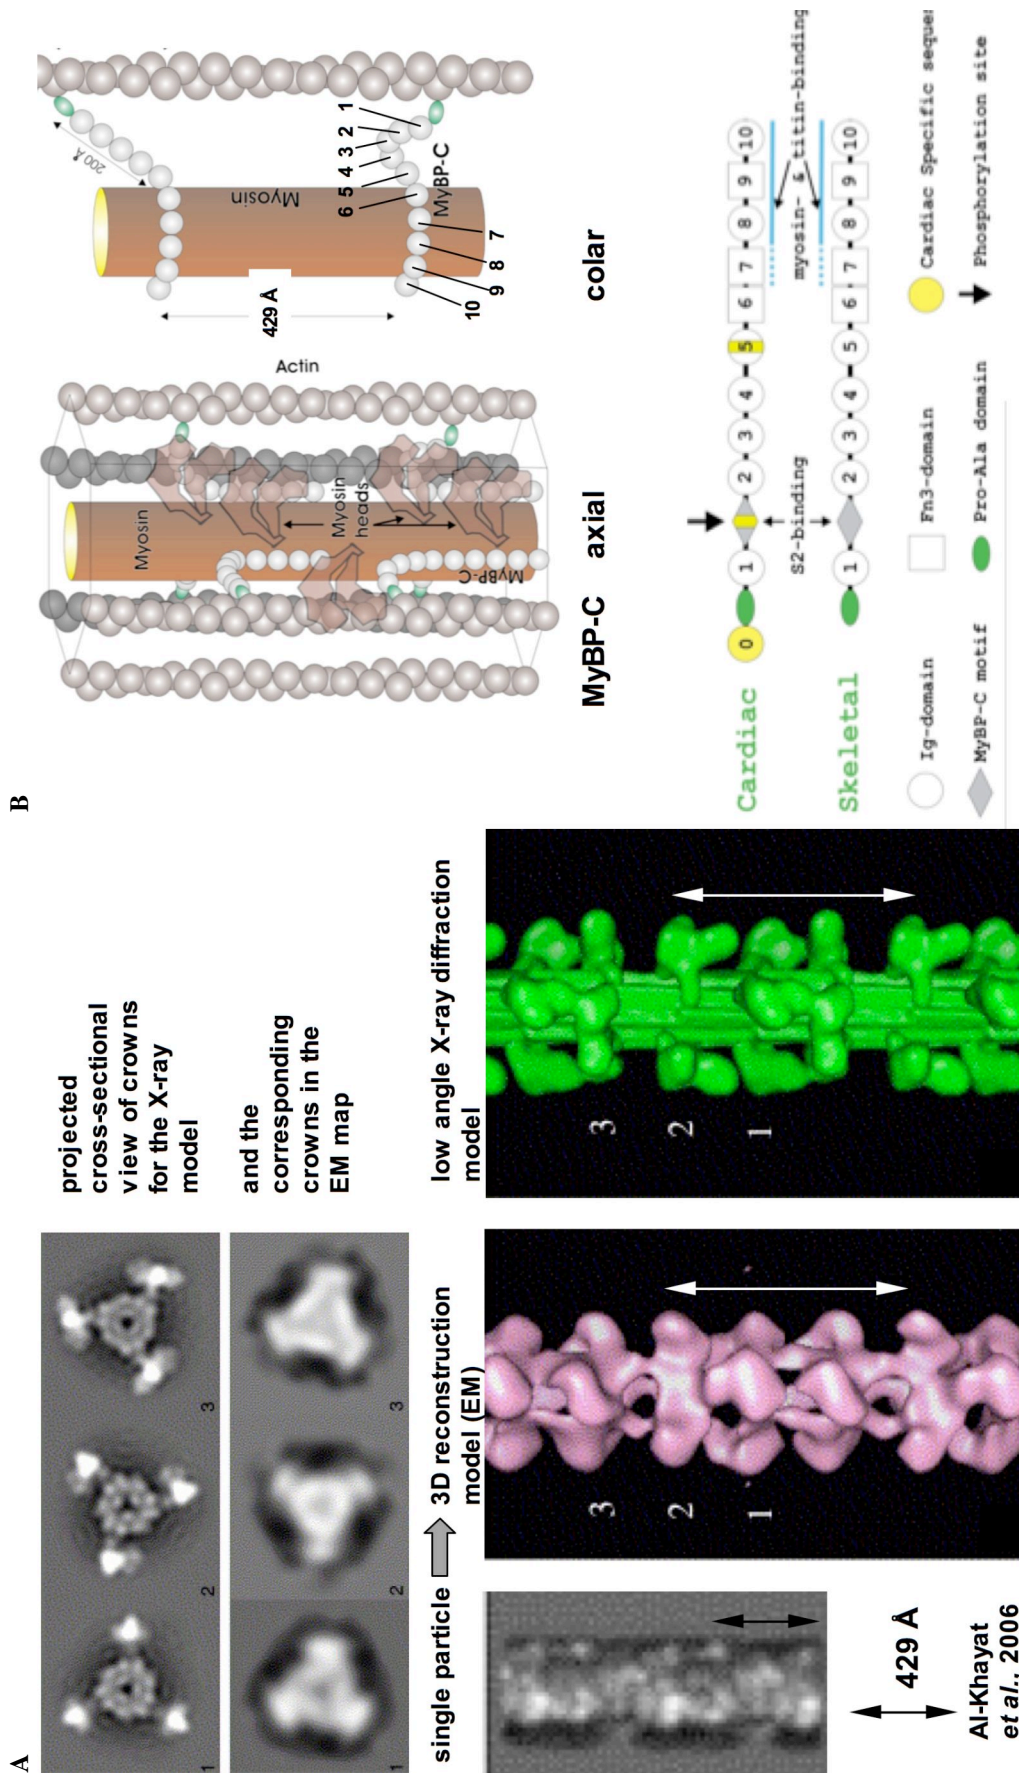 A
1
2
3
projected
cross-sectional
view of crowns
for the X-ray
model
1
2
3
and the
corresponding
crowns in the
EM map
single particle
3D reconstruction
model (EM)
low angle X-ray diffraction
model
3
2
1
3
2
1
429 Å
Al-Khayat
et al., 2006
B
Myosin
Actin
Myosin
heads
MyBP-C
200Å
Myosin
429 Å
MyBP-C
1
2
3
4
5
6
7
8
9
10
MyBP-C
axial
colar
Cardiac
0
1
2
3
4
5
6
7
8
9
10
S2-binding
myosin- & titin-binding
Skeletal
1
2
3
4
5
6
7
8
9
10
Ig-domain
Fn3-domain
Cardiac Specific seque
MyBP-C motif
Pro-Ala domain
Phosphorylation site